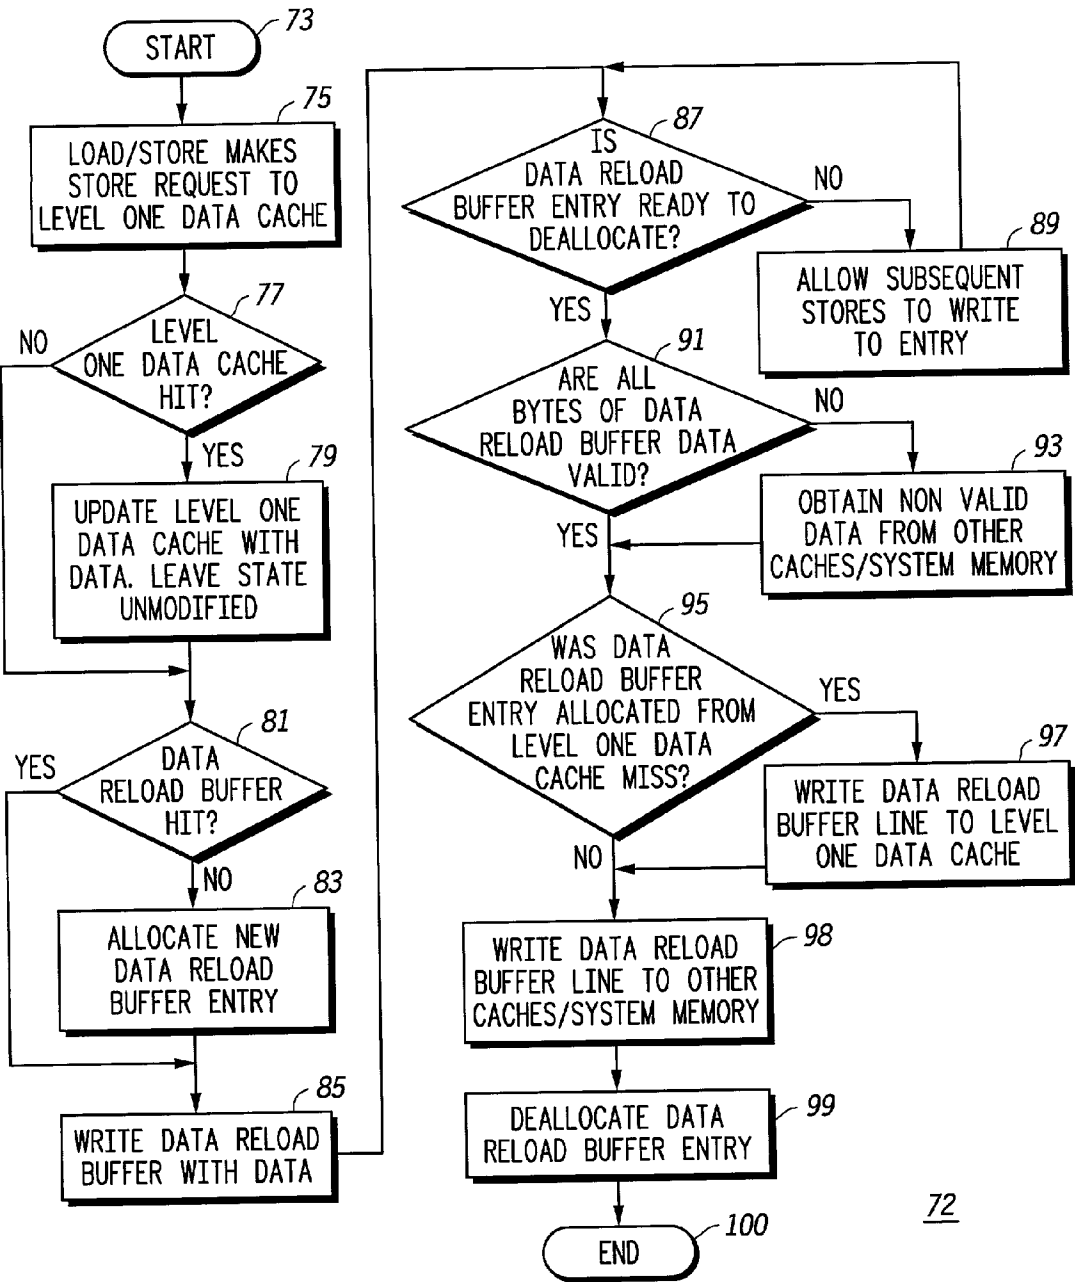 73
START
75
LOAD/STORE MAKES
STORE REQUEST TO
LEVEL ONE DATA CACHE
77
LEVEL
ONE DATA CACHE
HIT?
NO
YES
79
UPDATE LEVEL ONE
DATA CACHE WITH
DATA. LEAVE STATE
UNMODIFIED
81
DATA
RELOAD BUFFER
HIT?
YES
NO
83
ALLOCATE NEW
DATA RELOAD
BUFFER ENTRY
85
WRITE DATA RELOAD
BUFFER WITH DATA
87
IS
DATA RELOAD
BUFFER ENTRY READY TO
DEALLOCATE?
NO
YES
89
ALLOW SUBSEQUENT
STORES TO WRITE
TO ENTRY
91
ARE ALL
BYTES OF DATA
RELOAD BUFFER DATA
VALID?
NO
YES
93
OBTAIN NON VALID
DATA FROM OTHER
CACHES/SYSTEM MEMORY
95
WAS DATA
RELOAD BUFFER
ENTRY ALLOCATED FROM
LEVEL ONE DATA
CACHE MISS?
YES
NO
97
WRITE DATA RELOAD
BUFFER LINE TO LEVEL
ONE DATA CACHE
98
WRITE DATA RELOAD
BUFFER LINE TO OTHER
CACHES/SYSTEM MEMORY
99
DEALLOCATE DATA
RELOAD BUFFER ENTRY
100
END
72